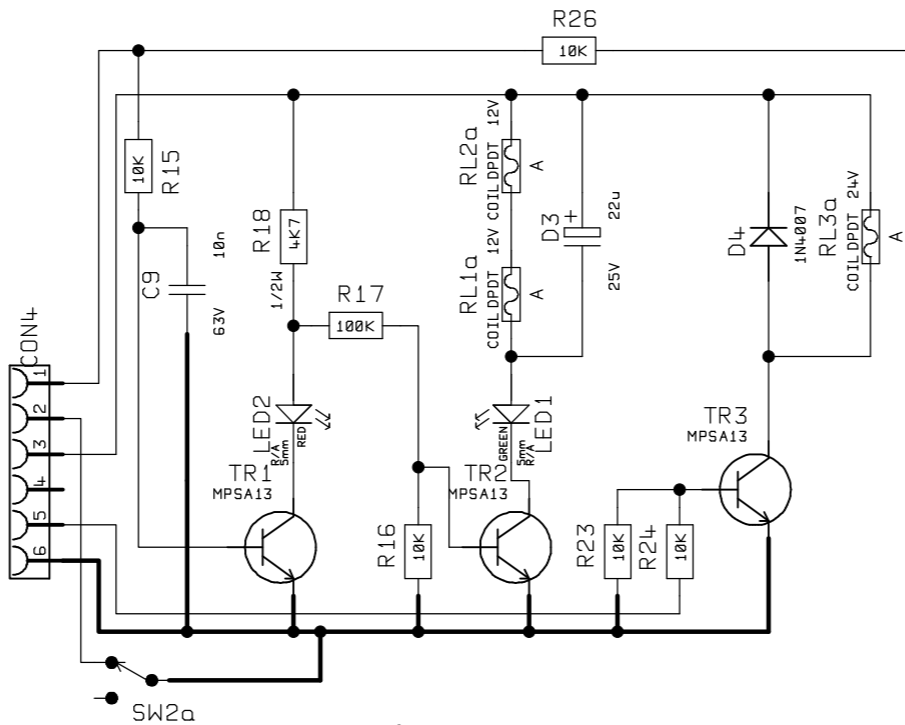 R26
10K
R15
10K
C9
10n
63V
R18
4K7
1/2W
R17
100K
RL2a
12V
COIL DPDT
A
RL1a
12V
COIL DPDT
A
D3
+
22u
25V
D4
1N4007
RL3a
24V
COIL DPDT
A
CON4
1
2
3
4
5
6
LED2
R/A
5mm
RED
LED1
GREEN
5mm
R/A
TR1
MPSA13
TR2
MPSA13
TR3
MPSA13
R16
10K
R23
10K
R24
10K
SW2a